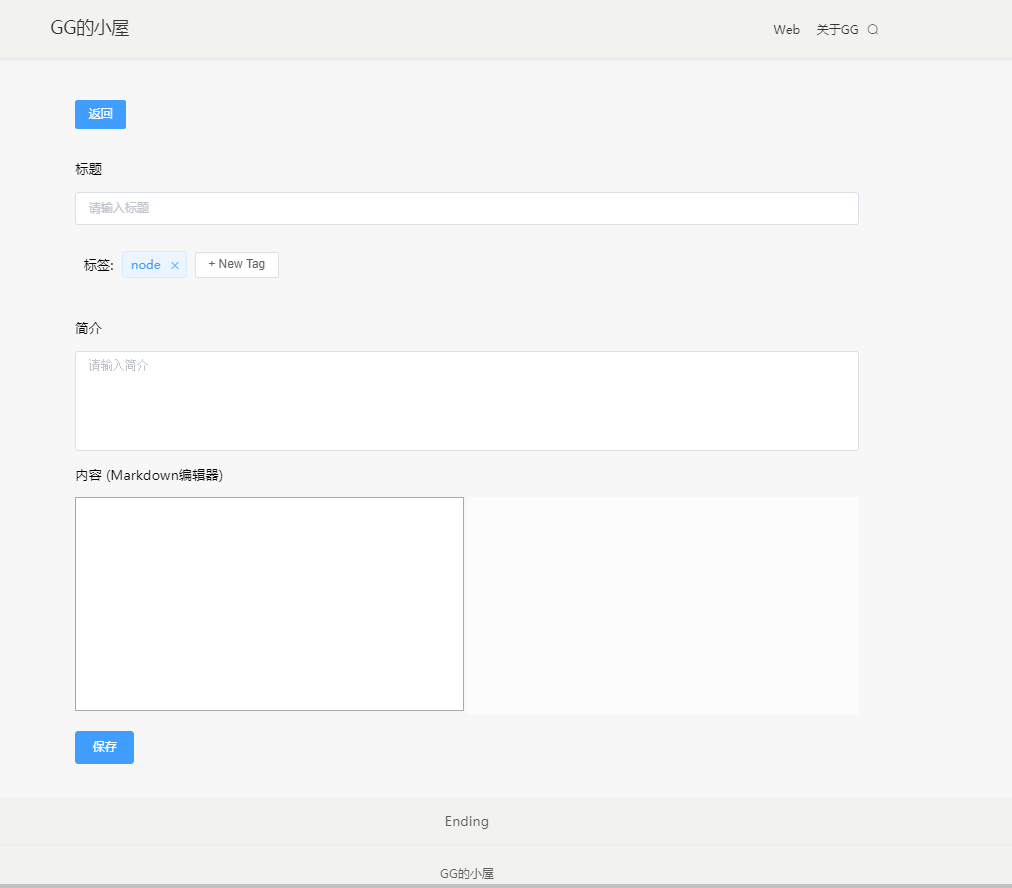 GG的小屋
Web 关于GG
返回
标题
请输入标题
标签: node × + New Tag
简介
请输入简介
内容 (Markdown编辑器)
保存
Ending
GG的小屋